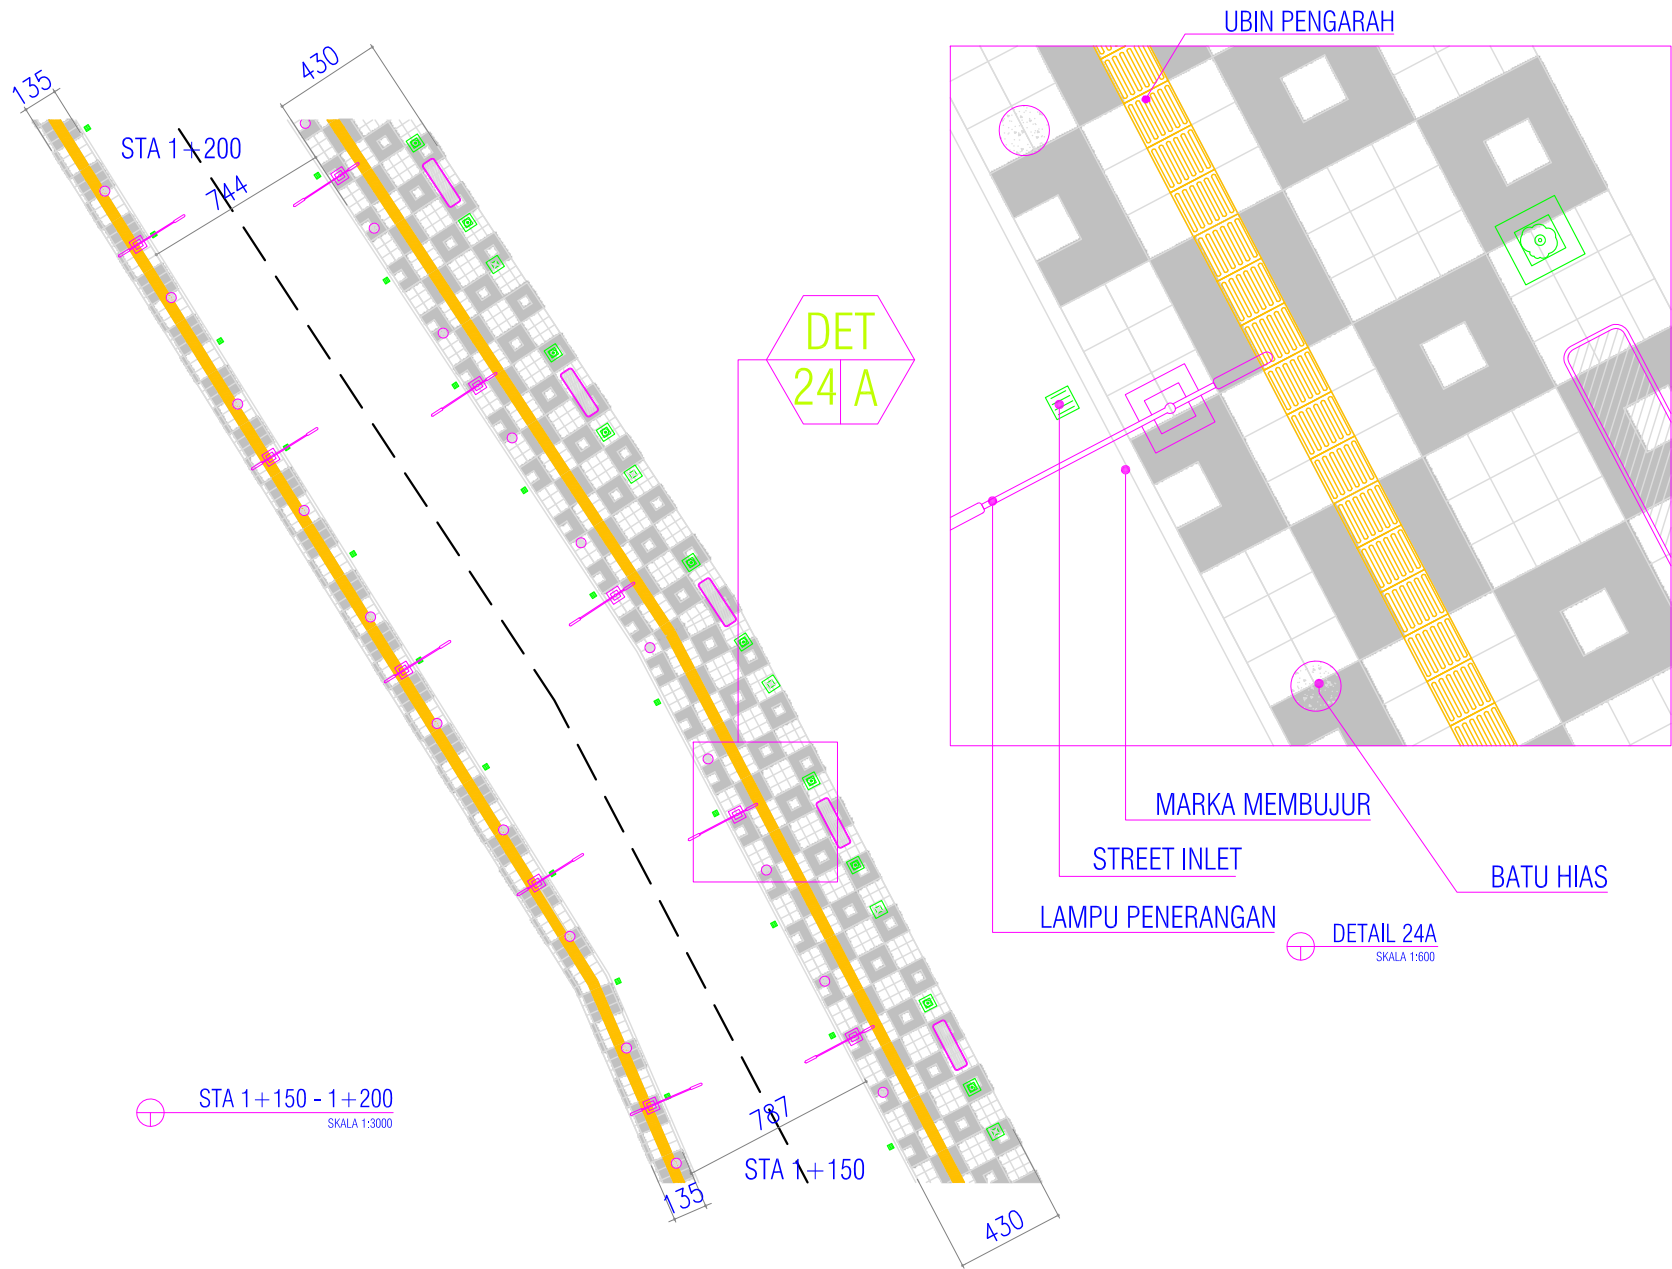 UBIN PENGARAH
430
135
STA 1+200
744
DET
24 A
MARKA MEMBUJUR
STREET INLET
BATU HIAS
LAMPU PENERANGAN
DETAIL 24A
SKALA 1:600
STA 1+150 - 1+200
SKALA 1:3000
787
STA 1+150
135
430